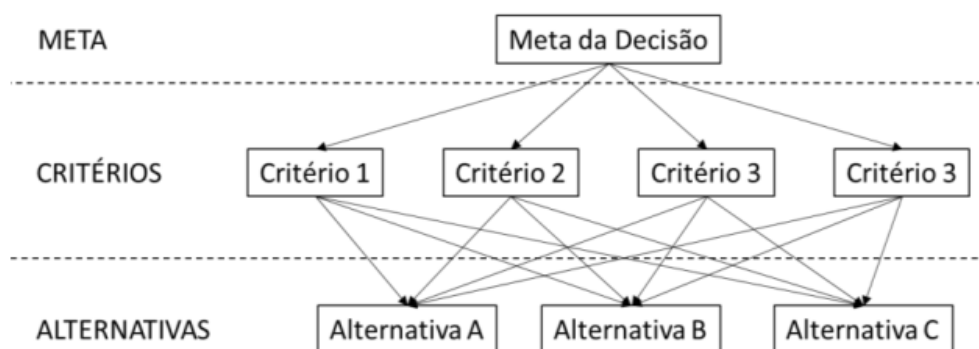 META
Meta da Decisão
CRITÉRIOS
Critério 1
Critério 2
Critério 3
Critério 3
ALTERNATIVAS
Alternativa A
Alternativa B
Alternativa C